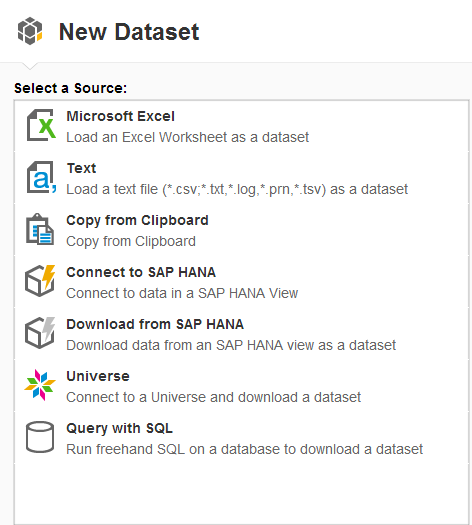 New Dataset
Select a Source:
Microsoft Excel
Load an Excel Worksheet as a dataset
Text
Load a text file (*.csv;*.txt,*.log,*.prn,*.tsv) as a dataset
Copy from Clipboard
Copy from Clipboard
Connect to SAP HANA
Connect to data in a SAP HANA View
Download from SAP HANA
Download data from an SAP HANA view as a dataset
Universe
Connect to a Universe and download a dataset
Query with SQL
Run freehand SQL on a database to download a dataset